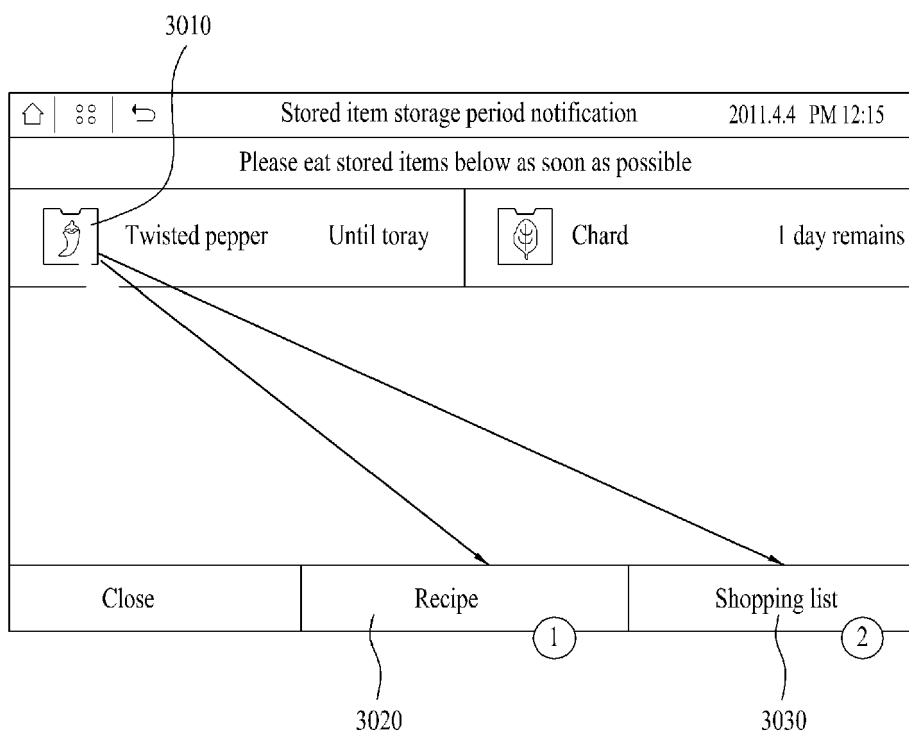 3010
Stored item storage period notification 2011.4.4 PM 12:15
Please eat stored items below as soon as possible
Twisted pepper Until toray Chard 1 day remains
Close Recipe Shopping list
1 2
3020 3030